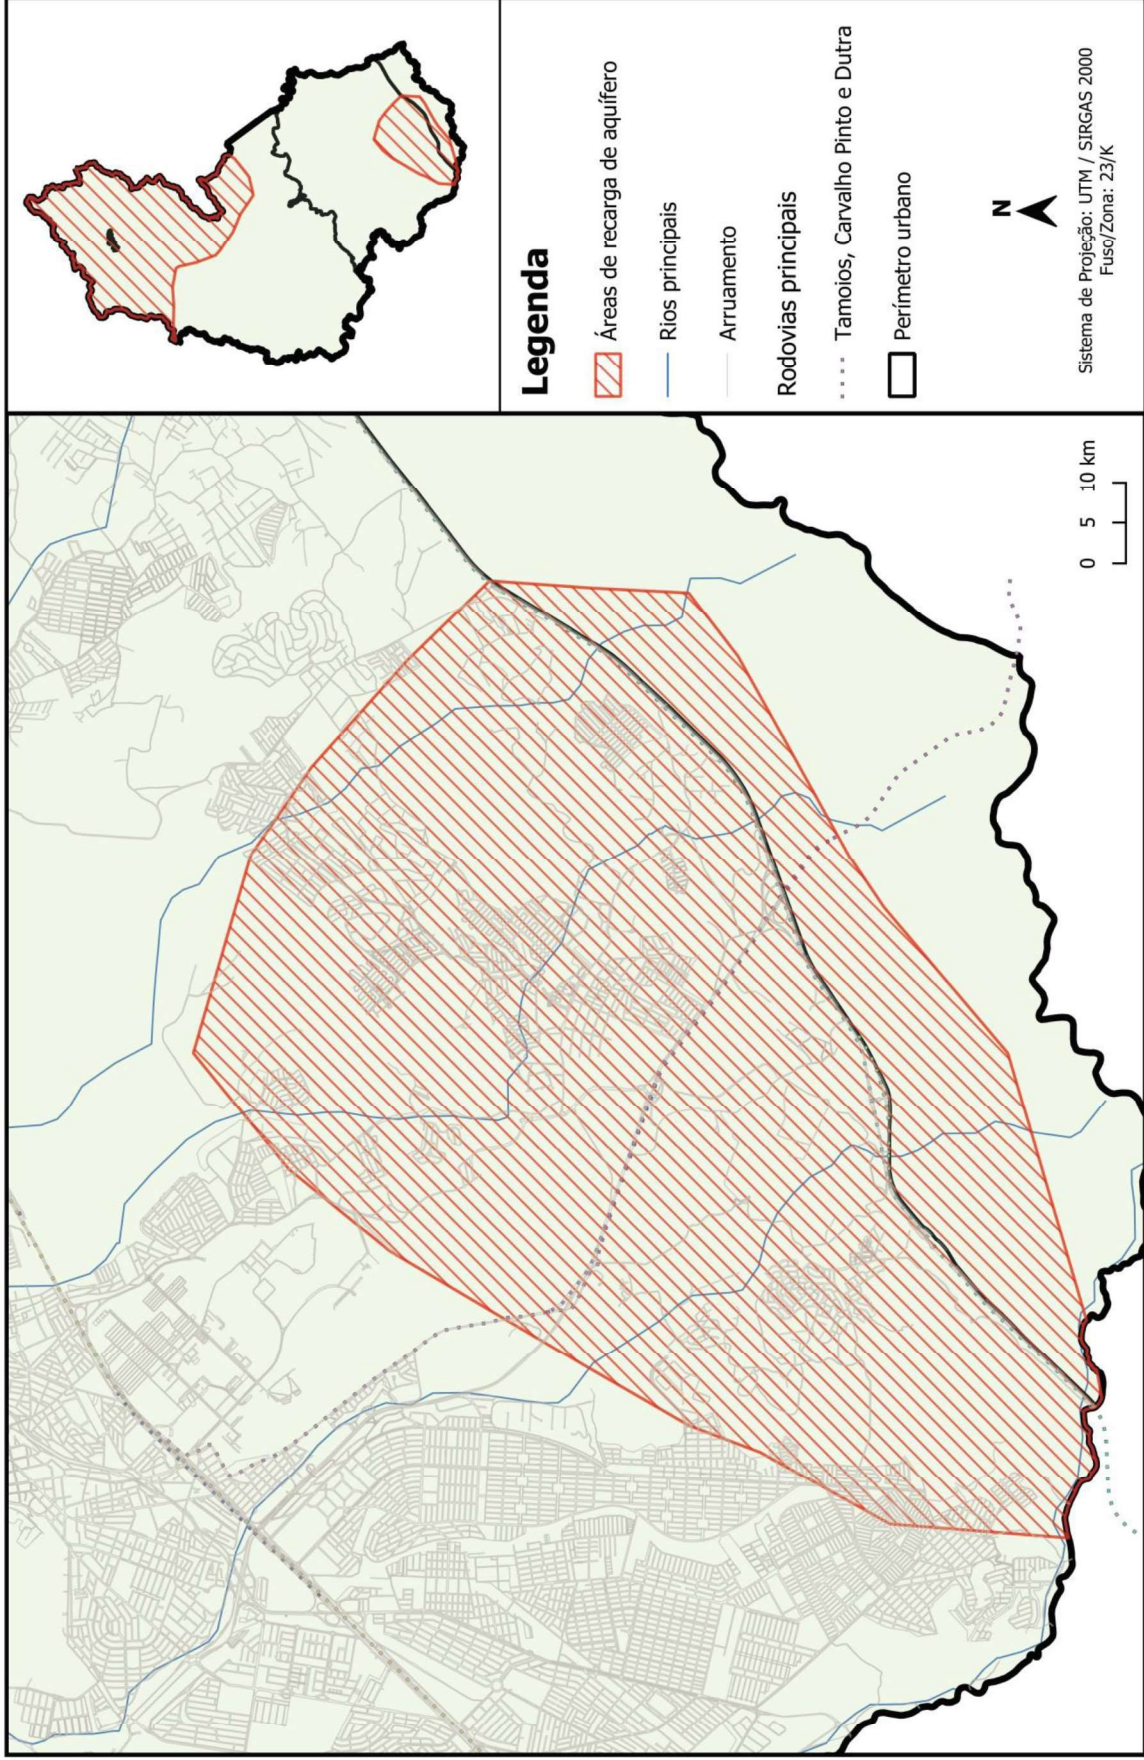 Legenda
Áreas de recarga de aquífero
Rios principais
Arruamento
Rodovias principais
Tamoios, Carvalho Pinto e Dutra
Perímetro urbano
N
Sistema de Projeção: UTM / SIRGAS 2000
Fuso/Zona: 23/K
0 5 10 km